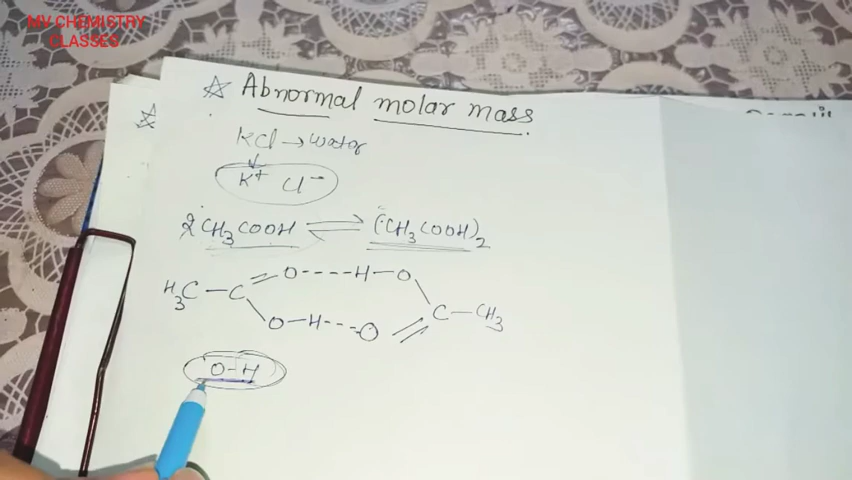 MV CHEMISTRY
CLASSES
☆ Abnormal molar mass
☆
KCl → water
↓
K⁺ Cl⁻
2CH₃COOH ⇌ (CH₃COOH)₂
H₃C—C
═O----H—O
O—H---O
C—CH₃
O-H